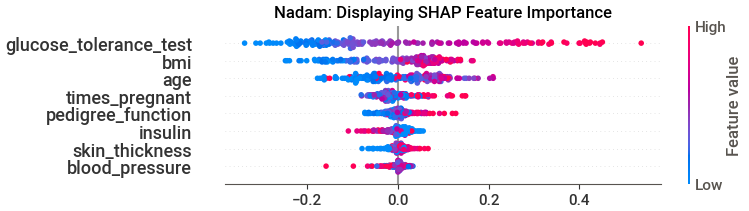 Nadam: Displaying SHAP Feature Importance
glucose_tolerance_test
bmi
age
times_pregnant
pedigree_function
insulin
skin_thickness
blood_pressure
−0.2 0.0 0.2 0.4
High
Feature value
Low